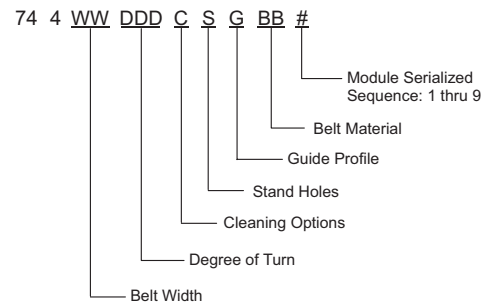 74 4 WW DDD C S G BB #
Module Serialized
Sequence: 1 thru 9
Belt Material
Guide Profile
Stand Holes
Cleaning Options
Degree of Turn
Belt Width